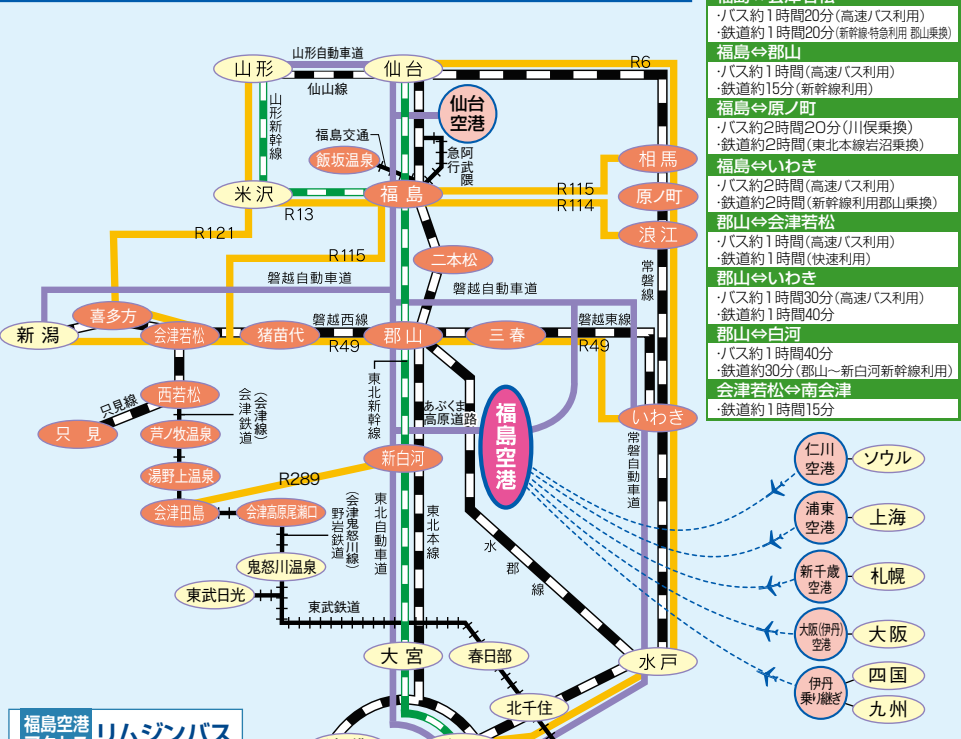 山形
山形自動車道
仙台
R6
仙山線
山形新幹線
仙台
空港
福島交通
飯坂温泉
阿武隈
急行
相馬
米沢
福島
R115
R114
原ノ町
R13
浪江
R121
R115
二本松
磐越自動車道
磐越自動車道
常磐線
喜多方
新潟
会津若松
猪苗代
磐越西線
R49
郡山
三春
磐越東線
R49
東北新幹線
西若松
只見線
只見
会津鉄道
(会津線)
芦ノ牧温泉
あぶくま
高原道路
福島空港
いわき
常磐自動車道
湯野上温泉
新白河
R289
会津田島
会津高原尾瀬口
野岩鉄道
(会津鬼怒川線)
東北自動車道
東北本線
水郡線
鬼怒川温泉
東武日光
東武鉄道
大宮
春日部
水戸
北千住
仁川
空港
ソウル
浦東
空港
上海
新千歳
空港
札幌
大阪(伊丹)
空港
大阪
伊丹
乗り継ぎ
四国
九州
・バス約1時間20分(高速バス利用)
・鉄道約1時間20分(新幹線・特急利用 郡山乗換)
福島⇔郡山
・バス約1時間(高速バス利用)
・鉄道約15分(新幹線利用)
福島⇔原ノ町
・バス約2時間20分(川俣乗換)
・鉄道約2時間(東北本線岩沼乗換)
福島⇔いわき
・バス約2時間(高速バス利用)
・鉄道約2時間(新幹線利用郡山乗換)
郡山⇔会津若松
・バス約1時間(高速バス利用)
・鉄道約1時間(快速利用)
郡山⇔いわき
・バス約1時間30分(高速バス利用)
・鉄道約1時間40分
郡山⇔白河
・バス約1時間40分
・鉄道約30分(郡山～新白河新幹線利用)
会津若松⇔南会津
・鉄道約1時間15分
福島空港
リムジンバス